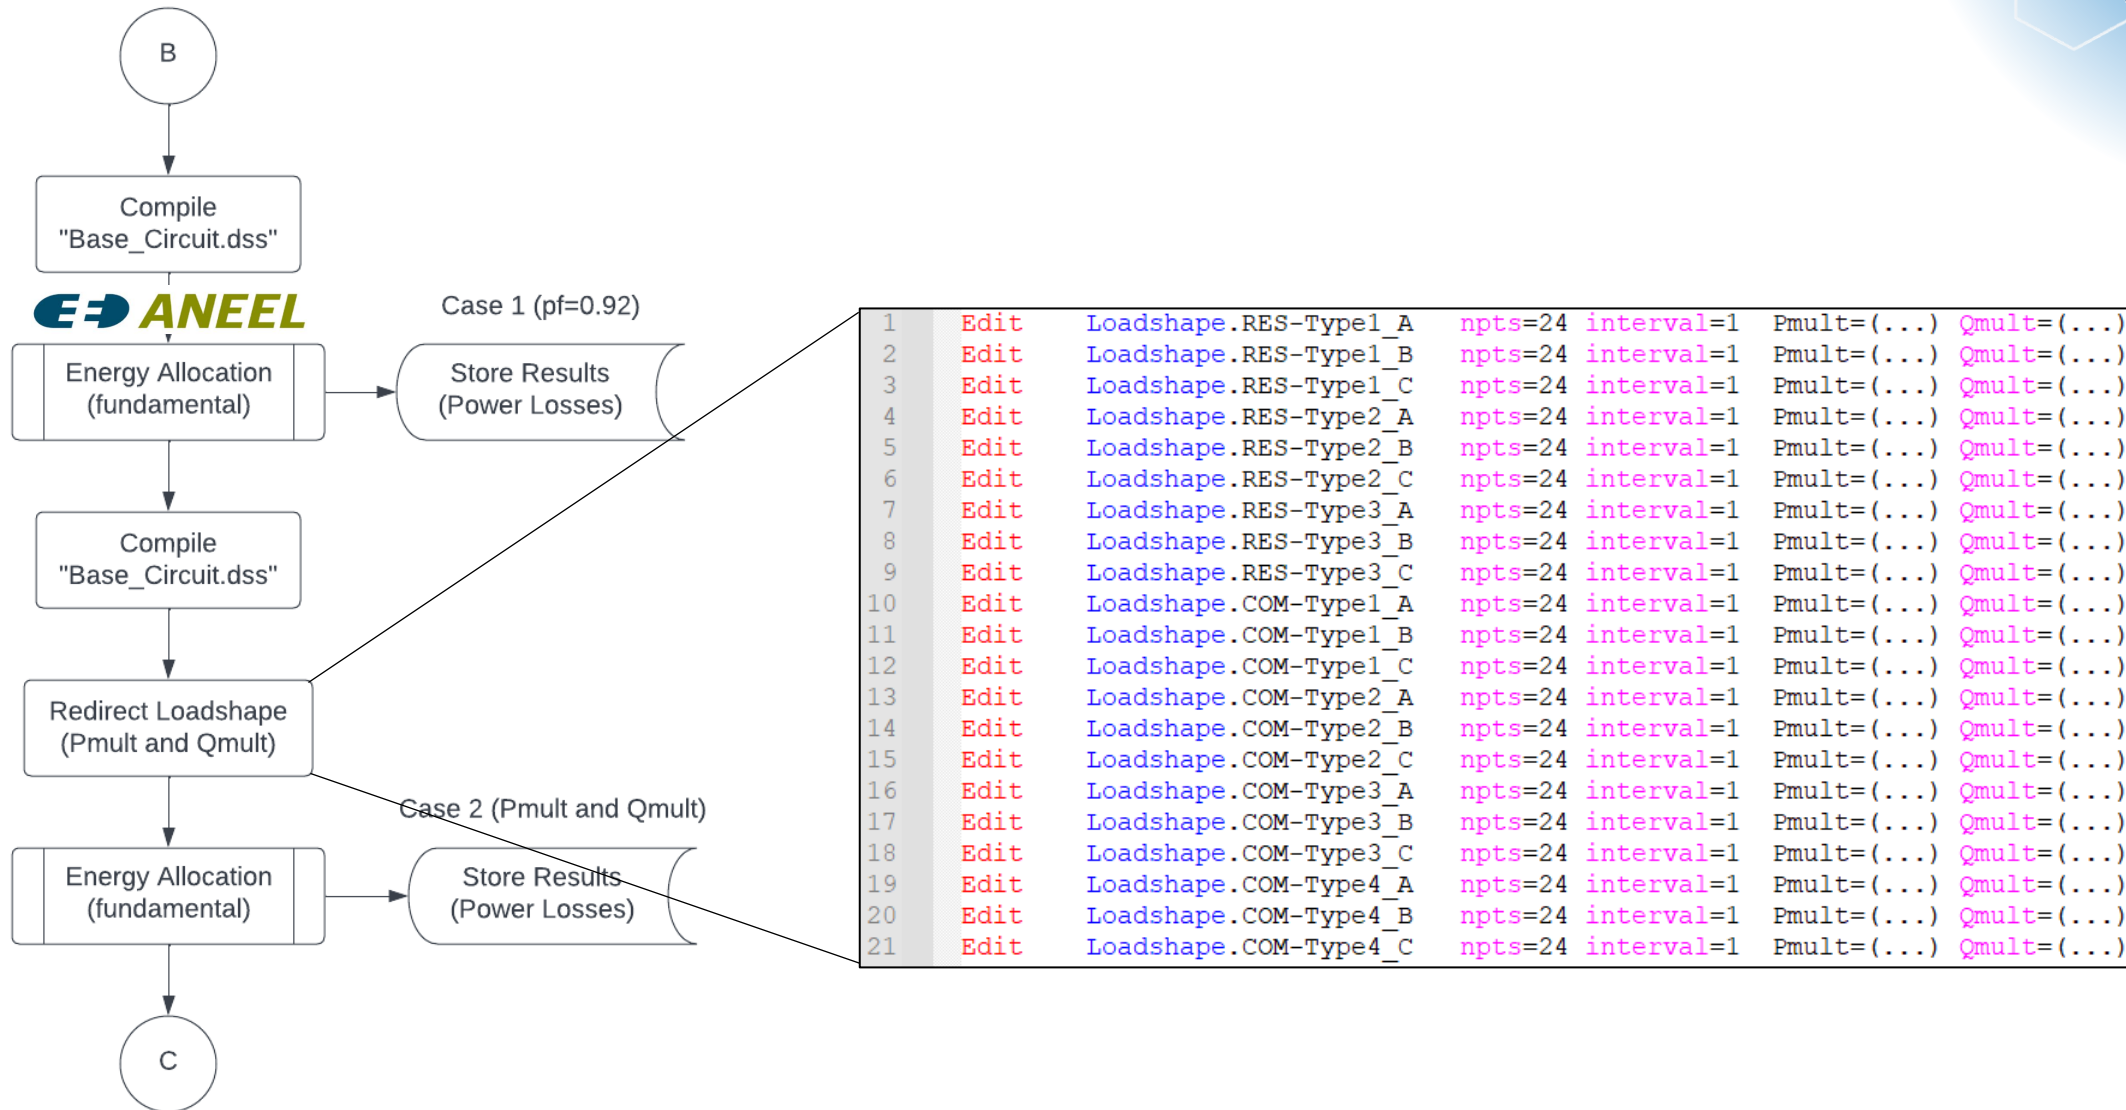 B
Compile
"Base_Circuit.dss"
ANEEL
Case 1 (pf=0.92)
Energy Allocation
(fundamental)
Store Results
(Power Losses)
Compile
"Base_Circuit.dss"
Redirect Loadshape
(Pmult and Qmult)
Case 2 (Pmult and Qmult)
Energy Allocation
(fundamental)
Store Results
(Power Losses)
C
1 Edit Loadshape.RES-Type1_A npts=24 interval=1 Pmult=(...) Qmult=(...)
2 Edit Loadshape.RES-Type1_B npts=24 interval=1 Pmult=(...) Qmult=(...)
3 Edit Loadshape.RES-Type1_C npts=24 interval=1 Pmult=(...) Qmult=(...)
4 Edit Loadshape.RES-Type2_A npts=24 interval=1 Pmult=(...) Qmult=(...)
5 Edit Loadshape.RES-Type2_B npts=24 interval=1 Pmult=(...) Qmult=(...)
6 Edit Loadshape.RES-Type2_C npts=24 interval=1 Pmult=(...) Qmult=(...)
7 Edit Loadshape.RES-Type3_A npts=24 interval=1 Pmult=(...) Qmult=(...)
8 Edit Loadshape.RES-Type3_B npts=24 interval=1 Pmult=(...) Qmult=(...)
9 Edit Loadshape.RES-Type3_C npts=24 interval=1 Pmult=(...) Qmult=(...)
10 Edit Loadshape.COM-Type1_A npts=24 interval=1 Pmult=(...) Qmult=(...)
11 Edit Loadshape.COM-Type1_B npts=24 interval=1 Pmult=(...) Qmult=(...)
12 Edit Loadshape.COM-Type1_C npts=24 interval=1 Pmult=(...) Qmult=(...)
13 Edit Loadshape.COM-Type2_A npts=24 interval=1 Pmult=(...) Qmult=(...)
14 Edit Loadshape.COM-Type2_B npts=24 interval=1 Pmult=(...) Qmult=(...)
15 Edit Loadshape.COM-Type2_C npts=24 interval=1 Pmult=(...) Qmult=(...)
16 Edit Loadshape.COM-Type3_A npts=24 interval=1 Pmult=(...) Qmult=(...)
17 Edit Loadshape.COM-Type3_B npts=24 interval=1 Pmult=(...) Qmult=(...)
18 Edit Loadshape.COM-Type3_C npts=24 interval=1 Pmult=(...) Qmult=(...)
19 Edit Loadshape.COM-Type4_A npts=24 interval=1 Pmult=(...) Qmult=(...)
20 Edit Loadshape.COM-Type4_B npts=24 interval=1 Pmult=(...) Qmult=(...)
21 Edit Loadshape.COM-Type4_C npts=24 interval=1 Pmult=(...) Qmult=(...)